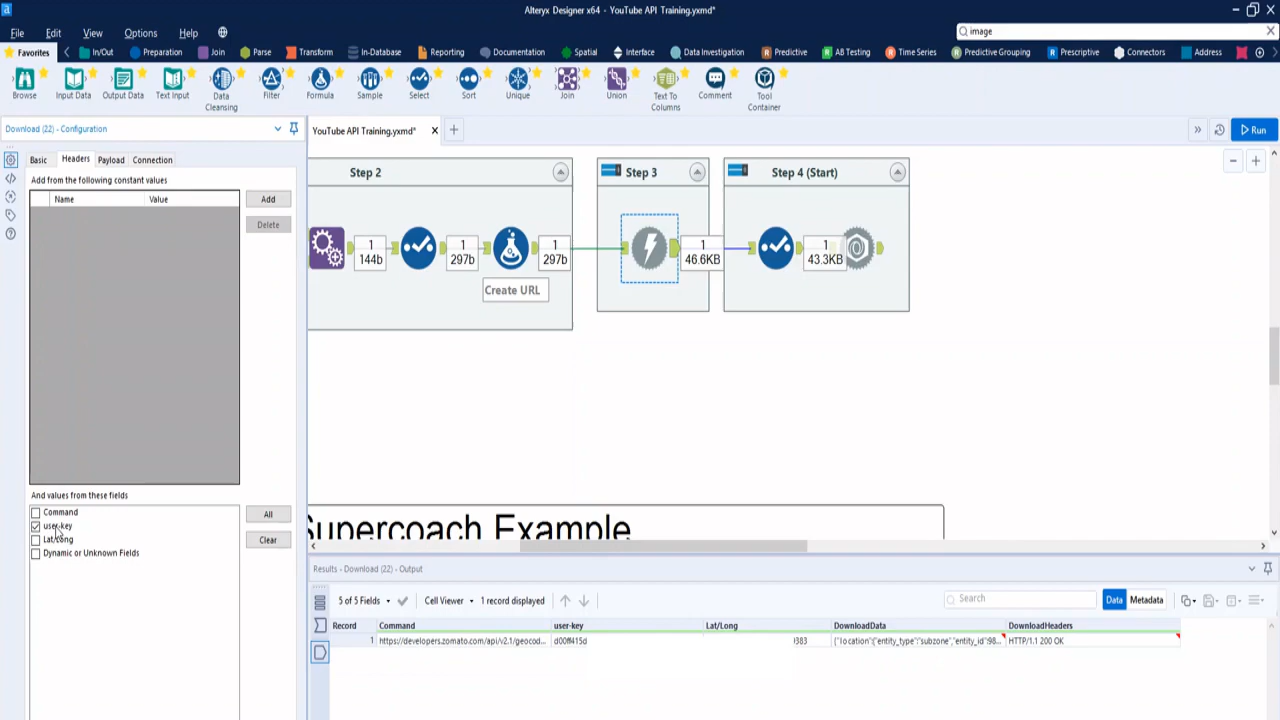 Alteryx Designer x64 - YouTube API Training.yxmd*
File Edit View Options Help
image
Favorites In/Out Preparation Join Parse Transform In-Database Reporting Documentation Spatial Interface Data Investigation Predictive AB Testing Time Series Predictive Grouping Prescriptive Connectors Address
Browse Input Data Output Data Text Input Data Cleansing Filter Formula Sample Select Sort Unique Join Union Text To Columns Comment Tool Container
Download (22) - Configuration
YouTube API Training.yxmd*
Run
Basic Headers Payload Connection
Add from the following constant values
Name Value
Add
Delete
Step 2
Step 3
Step 4 (Start)
1
144b
1
297b
1
297b
1
46.6KB
1
43.3KB
Create URL
And values from these fields
Command
user-key
Lat/Long
Dynamic or Unknown Fields
All
Clear
Supercoach Example
Results - Download (22) - Output
5 of 5 Fields Cell Viewer 1 record displayed Search Data Metadata
Record Command user-key Lat/Long DownloadData DownloadHeaders
1 https://developers.zomato.com/api/v2.1/geocod... d00ff415d 383 {"location":{"entity_type":"subzone","entity_id":98... HTTP/1.1 200 OK